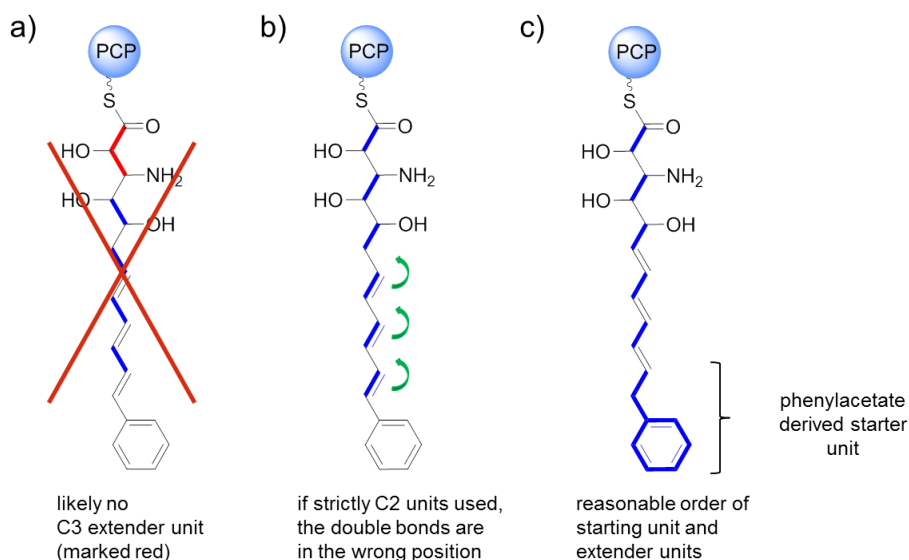 a)
b)
c)
PCP
PCP
PCP
S
O
HO
NH2
HO
OH
S
O
HO
NH2
HO
OH
S
O
HO
NH2
HO
OH
phenylacetate
derived starter
unit
likely no
C3 extender unit
(marked red)
if strictly C2 units used,
the double bonds are
in the wrong position
reasonable order of
starting unit and
extender units